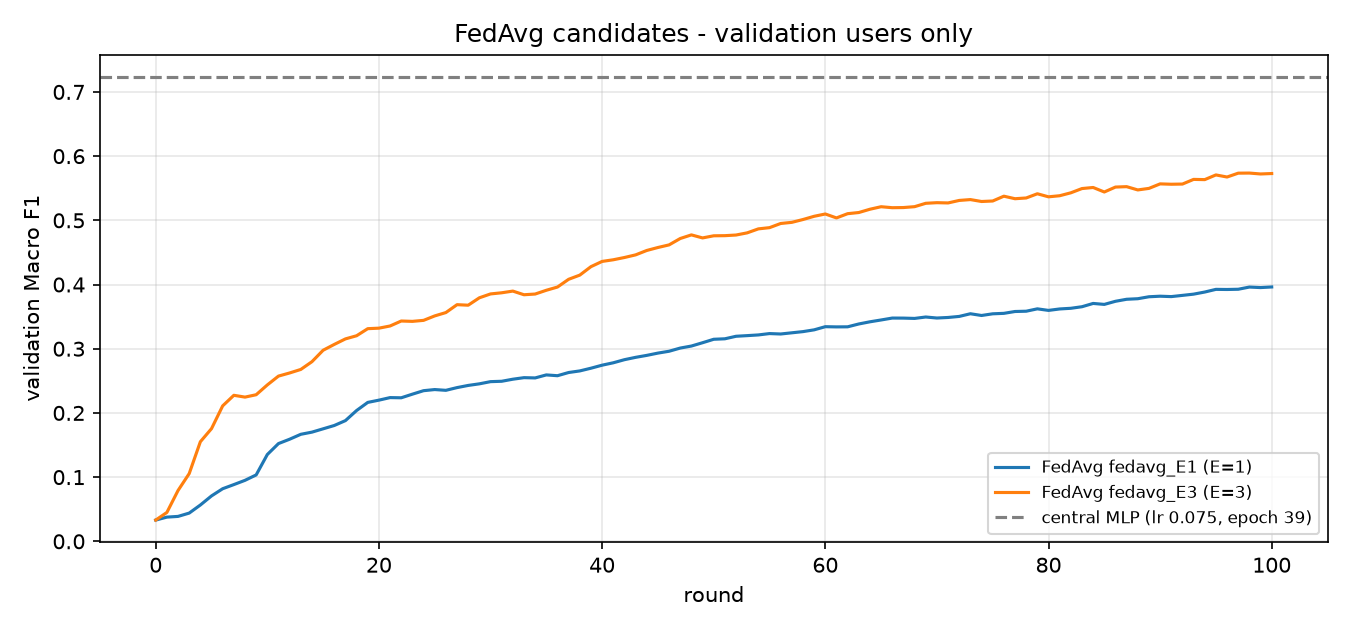 FedAvg candidates - validation users only
validation Macro F1
0.7
0.6
0.5
0.4
0.3
0.2
0.1
0.0
0 20 40 60 80 100
round
FedAvg fedavg_E1 (E=1)
FedAvg fedavg_E3 (E=3)
central MLP (lr 0.075, epoch 39)